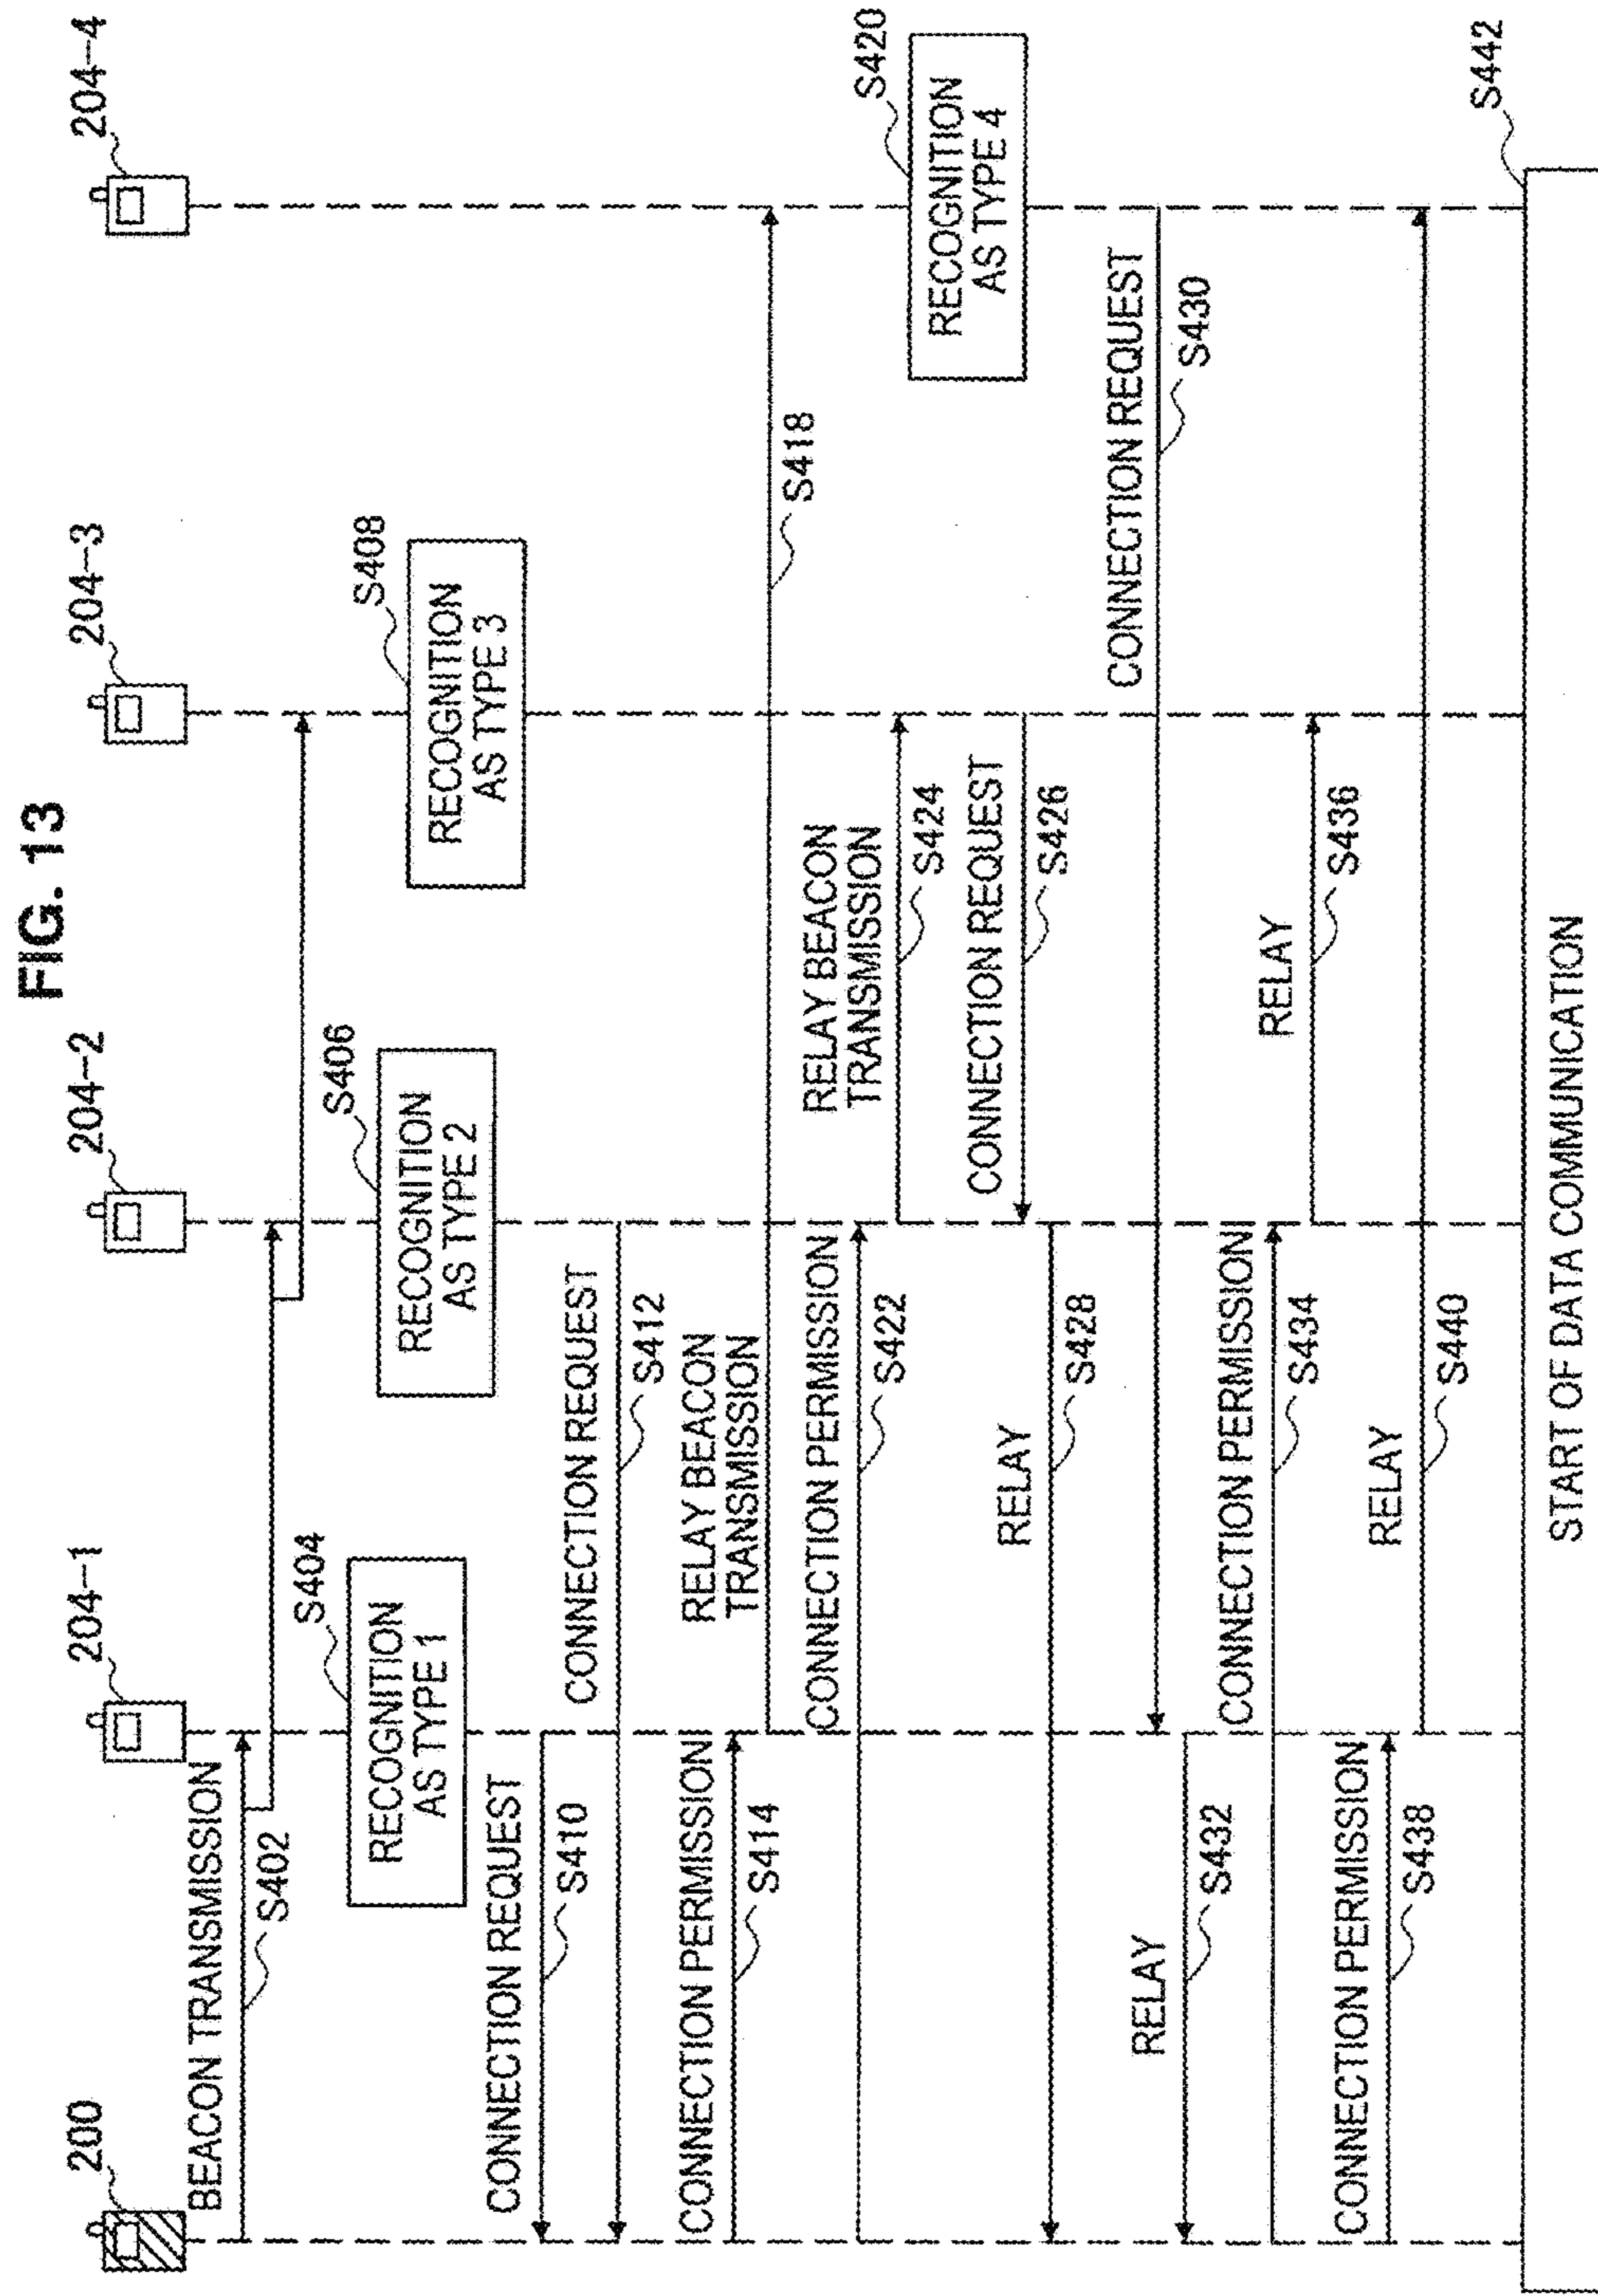 FIG. 13
200
204-1
204-2
204-3
204-4
BEACON TRANSMISSION
S402
RECOGNITION
AS TYPE 1
S404
RECOGNITION
AS TYPE 2
S406
RECOGNITION
AS TYPE 3
S408
CONNECTION REQUEST
S410
CONNECTION REQUEST
S412
CONNECTION PERMISSION
S414
RELAY BEACON
TRANSMISSION
S418
RECOGNITION
AS TYPE 4
S420
CONNECTION PERMISSION
S422
RELAY BEACON
TRANSMISSION
S424
CONNECTION REQUEST
S426
RELAY
S428
CONNECTION REQUEST
S430
RELAY
S432
CONNECTION PERMISSION
S434
RELAY
S436
CONNECTION PERMISSION
S438
RELAY
S440
START OF DATA COMMUNICATION
S442